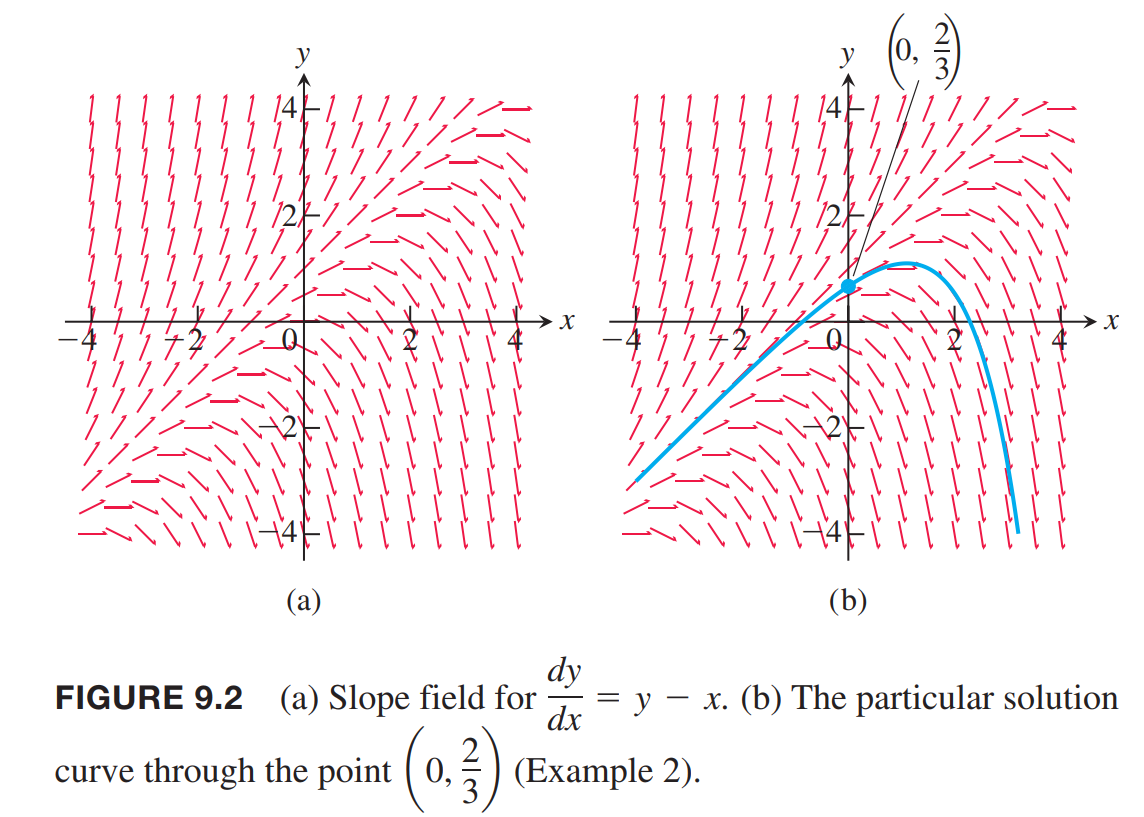 y
4
2
−4
−2
0
2
4
x
−2
−4
(a)
(0, 2/3)
y
4
2
−4
−2
0
2
4
x
−2
−4
(b)
FIGURE 9.2 (a) Slope field for dy/dx = y − x. (b) The particular solution
curve through the point (0, 2/3) (Example 2).